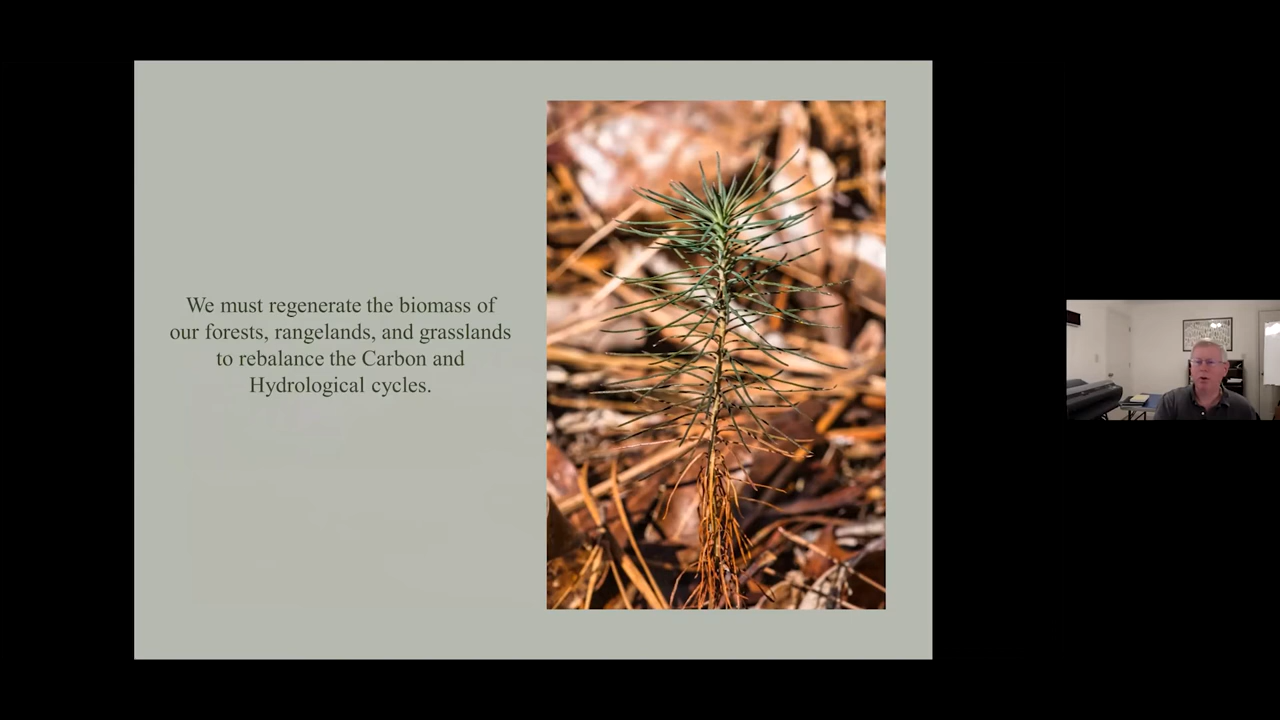 We must regenerate the biomass of
our forests, rangelands, and grasslands
to rebalance the Carbon and
Hydrological cycles.